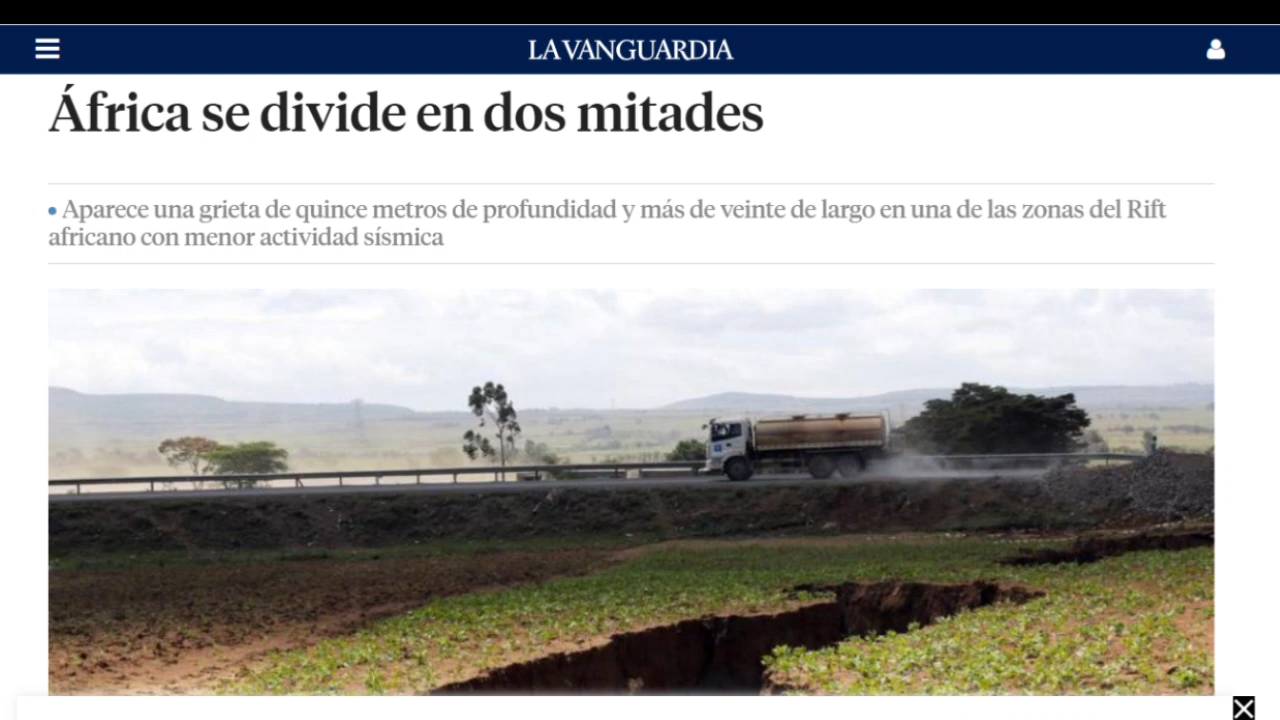 LA VANGUARDIA
África se divide en dos mitades
• Aparece una grieta de quince metros de profundidad y más de veinte de largo en una de las zonas del Rift
africano con menor actividad sísmica